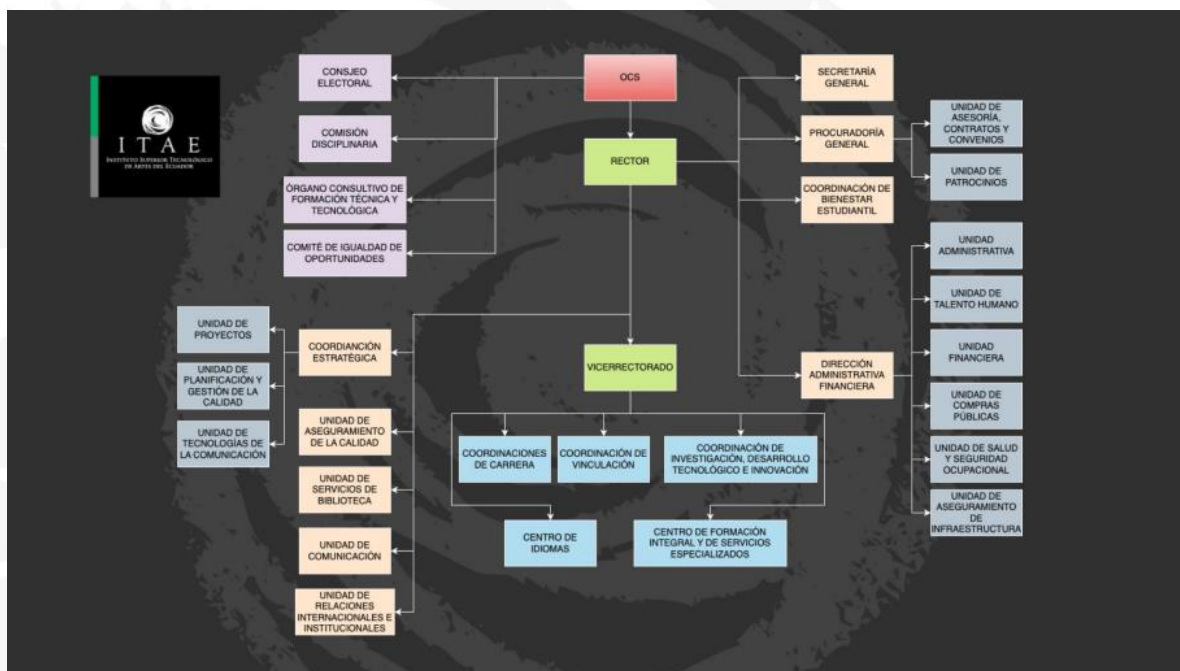 ITAE
INSTITUTO SUPERIOR TECNOLÓGICO
DE ARTES DEL ECUADOR
CONSJEO
ELECTORAL
COMISIÓN
DISCIPLINARIA
ÓRGANO CONSULTIVO DE
FORMACIÓN TÉCNICA Y
TECNOLÓGICA
COMITÉ DE IGUALDAD DE
OPORTUNIDADES
OCS
RECTOR
SECRETARÍA
GENERAL
PROCURADORÍA
GENERAL
COORDINACIÓN DE
BIENESTAR
ESTUDIANTIL
UNIDAD DE
ASESORÍA,
CONTRATOS Y
CONVENIOS
UNIDAD DE
PATROCINIOS
UNIDAD
ADMINISTRATIVA
UNIDAD DE
TALENTO HUMANO
UNIDAD
FINANCIERA
UNIDAD DE
COMPRAS
PÚBLICAS
UNIDAD DE SALUD
Y SEGURIDAD
OCUPACIONAL
UNIDAD DE
ASEGURAMIENTO
DE
INFRAESTRUCTURA
DIRECCIÓN
ADMINISTRATIVA
FINANCIERA
UNIDAD DE
PROYECTOS
UNIDAD DE
PLANIFICACIÓN Y
GESTIÓN DE LA
CALIDAD
UNIDAD DE
TECNOLOGÍAS DE
LA COMUNICACIÓN
COORDIANCIÓN
ESTRATÉGICA
UNIDAD DE
ASEGURAMIENTO
DE LA CALIDAD
UNIDAD DE
SERVICIOS DE
BIBLIOTECA
UNIDAD DE
COMUNICACIÓN
UNIDAD DE
RELACIONES
INTERNACIONALES E
INSTITUCIONALES
VICERRECTORADO
COORDINACIONES
DE CARRERA
COORDINACIÓN DE
VINCULACIÓN
COORDINACIÓN DE
INVESTIGACIÓN, DESARROLLO
TECNOLÓGICO E INNOVACIÓN
CENTRO DE
IDIOMAS
CENTRO DE FORMACIÓN
INTEGRAL Y DE SERVICIOS
ESPECIALIZADOS